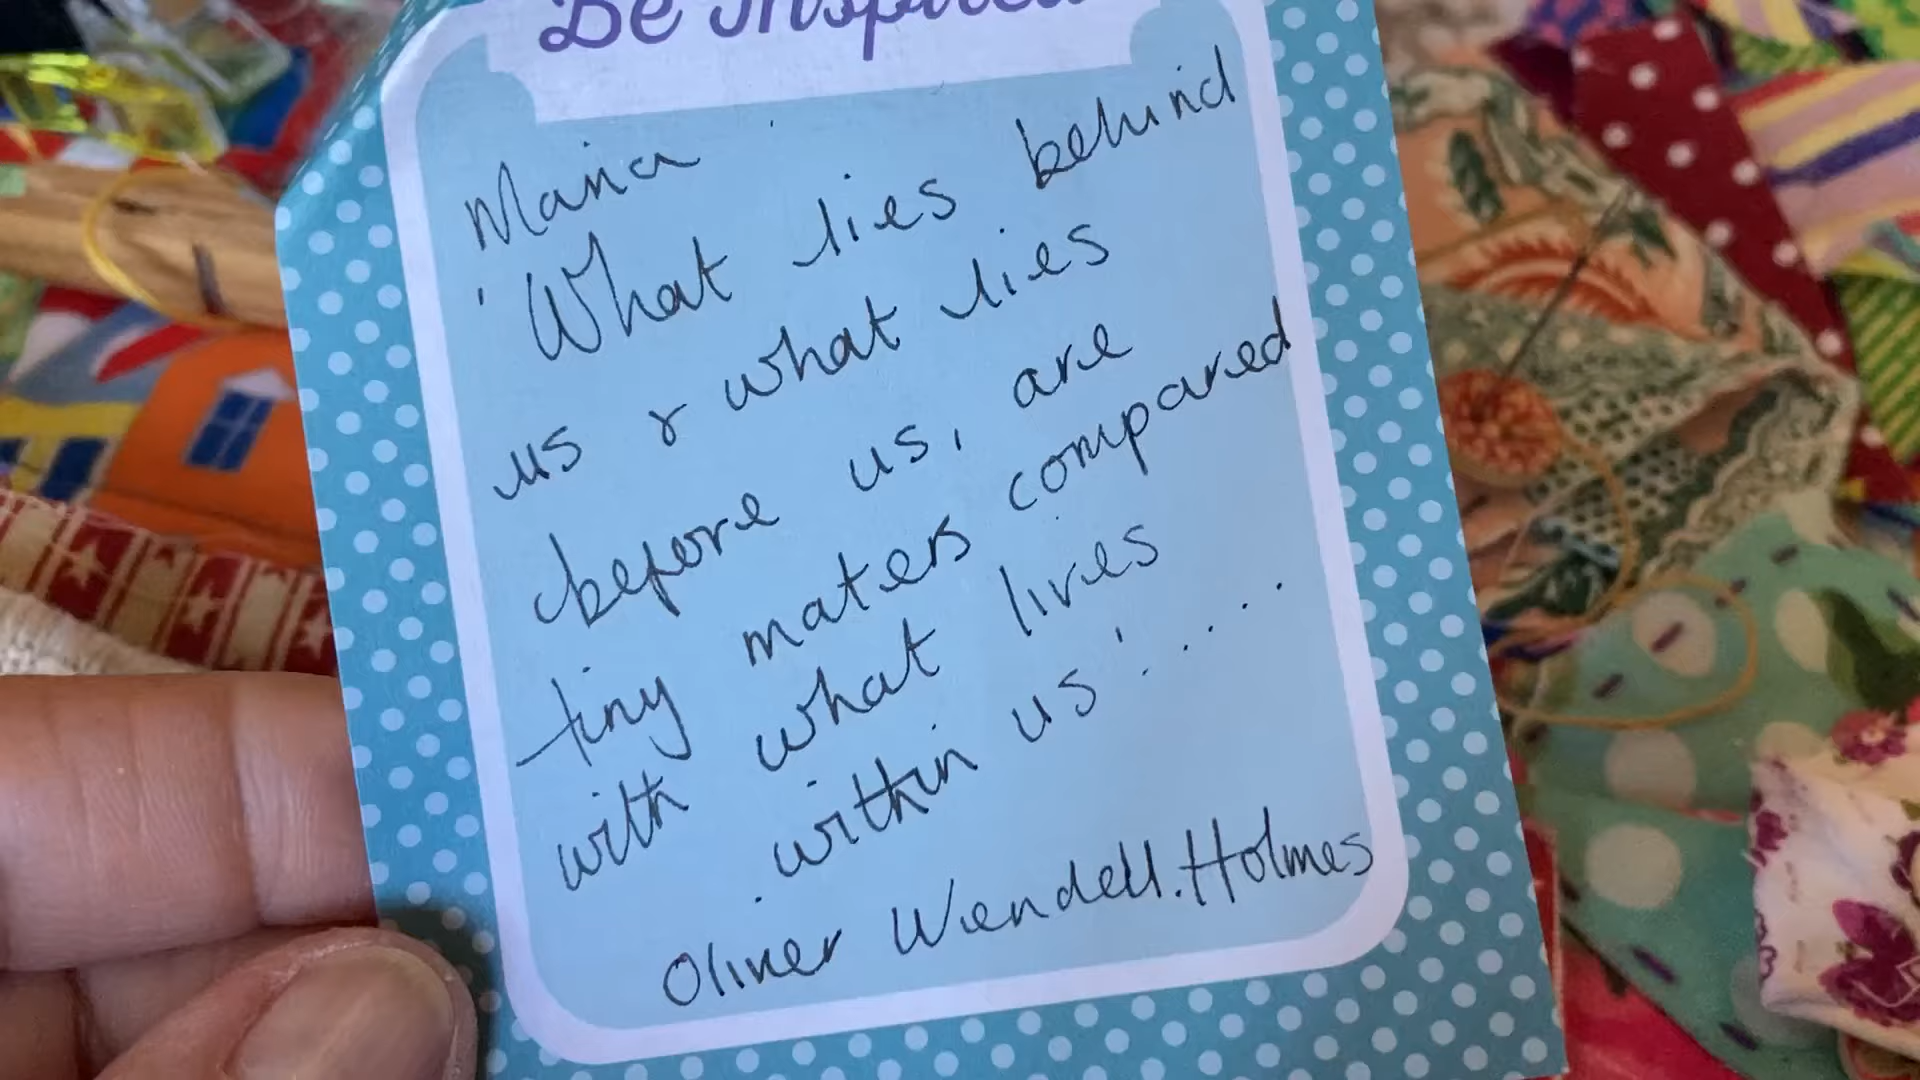 Be Inspired
Maria
'What lies behind
us & what lies
before us, are
tiny maters compared
with what lives
within us'....
Oliver Wendell.Holmes